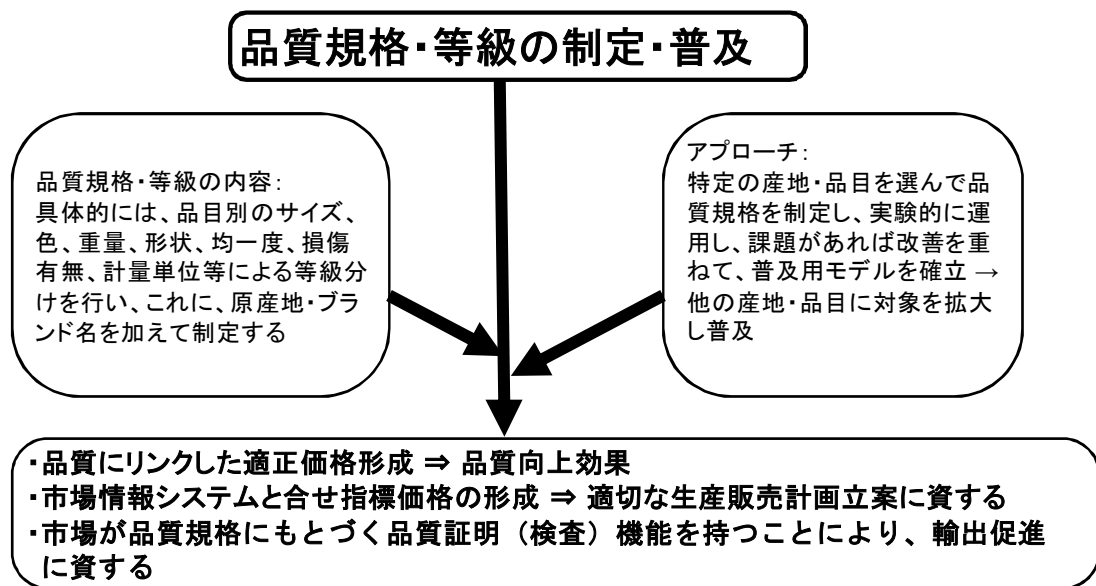 品質規格・等級の制定・普及
品質規格・等級の内容：
具体的には、品目別のサイズ、
色、重量、形状、均一度、損傷
有無、計量単位等による等級分
けを行い、これに、原産地・ブラ
ンド名を加えて制定する
アプローチ：
特定の産地・品目を選んで品
質規格を制定し、実験的に運
用し、課題があれば改善を重
ねて、普及用モデルを確立 →
他の産地・品目に対象を拡大
し普及
・品質にリンクした適正価格形成 ⇒ 品質向上効果
・市場情報システムと合せ指標価格の形成 ⇒ 適切な生産販売計画立案に資する
・市場が品質規格にもとづく品質証明（検査）機能を持つことにより、輸出促進
に資する